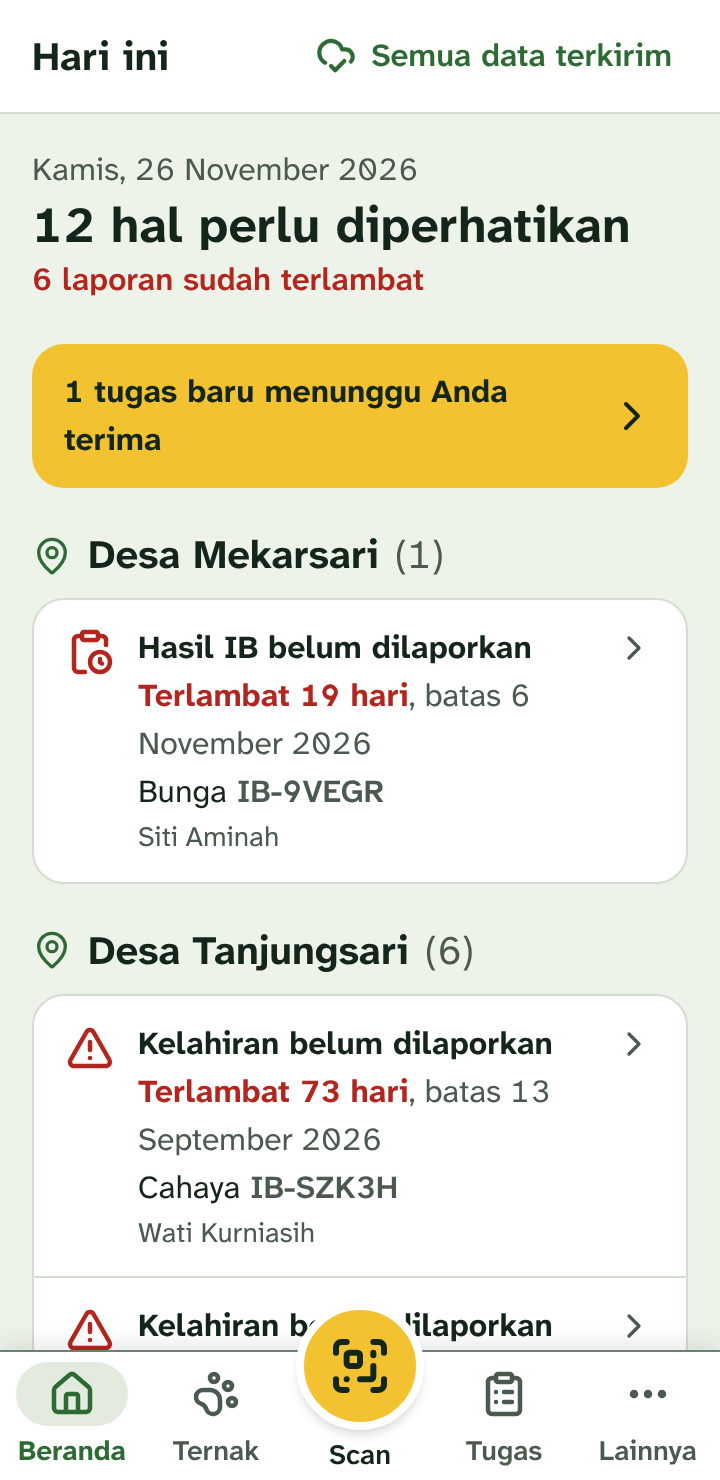 Hari ini
Semua data terkirim
Kamis, 26 November 2026
12 hal perlu diperhatikan
6 laporan sudah terlambat
1 tugas baru menunggu Anda
terima
Desa Mekarsari (1)
Hasil IB belum dilaporkan
Terlambat 19 hari, batas 6
November 2026
Bunga IB-9VEGR
Siti Aminah
Desa Tanjungsari (6)
Kelahiran belum dilaporkan
Terlambat 73 hari, batas 13
September 2026
Cahaya IB-SZK3H
Wati Kurniasih
Kelahiran
Beranda
Ternak
Scan
Tugas
Lainnya